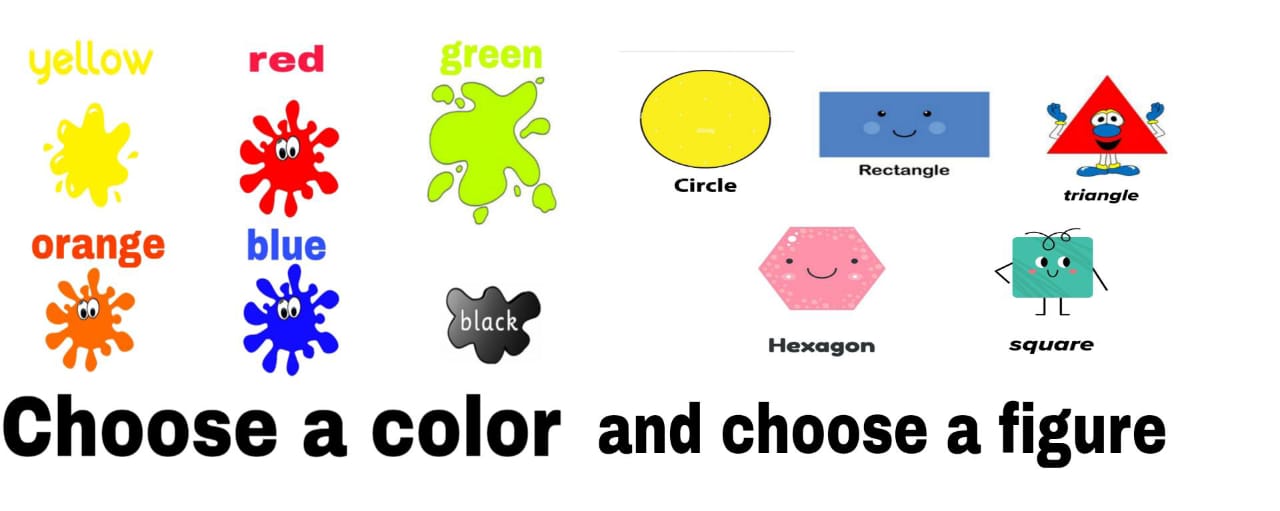 yellow
red
green
orange
blue
black
Circle
Rectangle
triangle
Hexagon
square
Choose a color and choose a figure